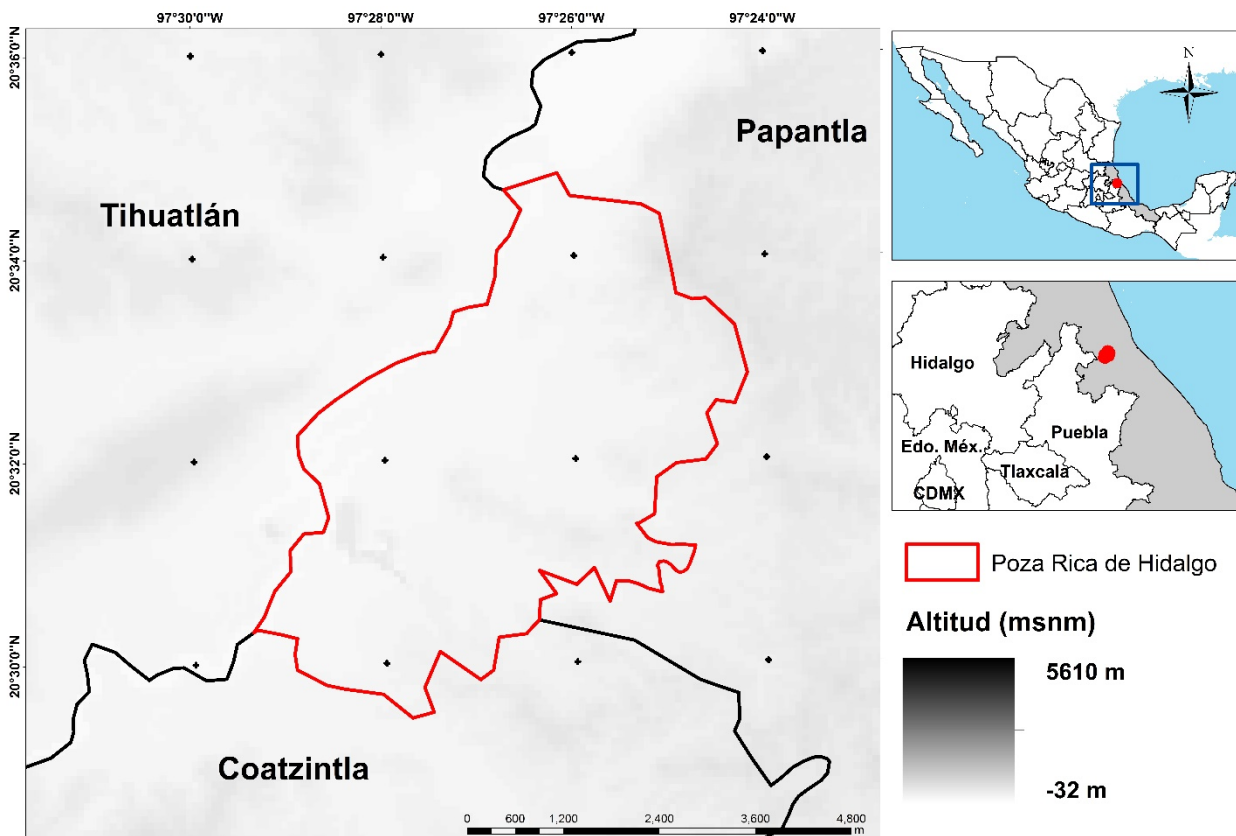 97°30'0"W 97°28'0"W 97°26'0"W 97°24'0"W
20°36'0"N
20°34'0"N
20°32'0"N
20°30'0"N
Papantla
Tihuatlán
Coatzintla
0 600 1,200 2,400 3,600 4,800
m
N
Hidalgo
Edo. Méx.
Puebla
Tlaxcala
CDMX
Poza Rica de Hidalgo
Altitud (msnm)
5610 m
-32 m